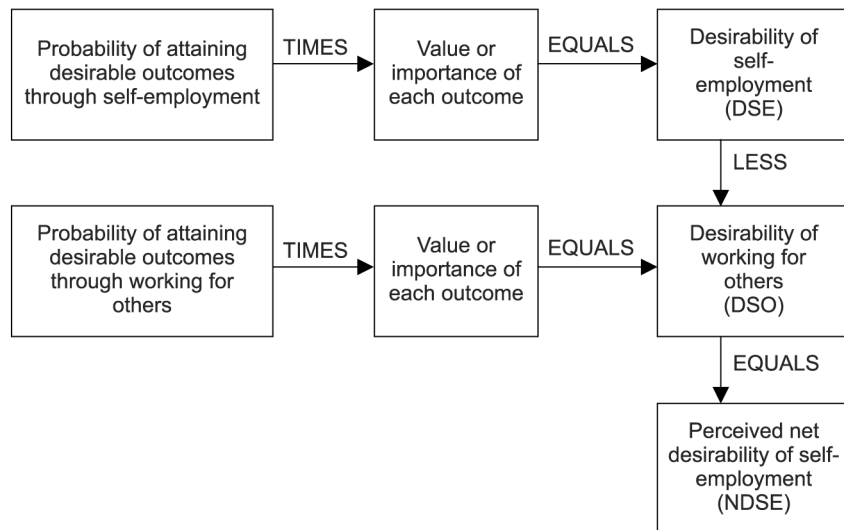 Probability of attaining
desirable outcomes
through self-employment
TIMES
Value or
importance of
each outcome
EQUALS
Desirability of
self-
employment
(DSE)
LESS
Probability of attaining
desirable outcomes
through working for
others
TIMES
Value or
importance of
each outcome
EQUALS
Desirability of
working for
others
(DSO)
EQUALS
Perceived net
desirability of self-
employment
(NDSE)